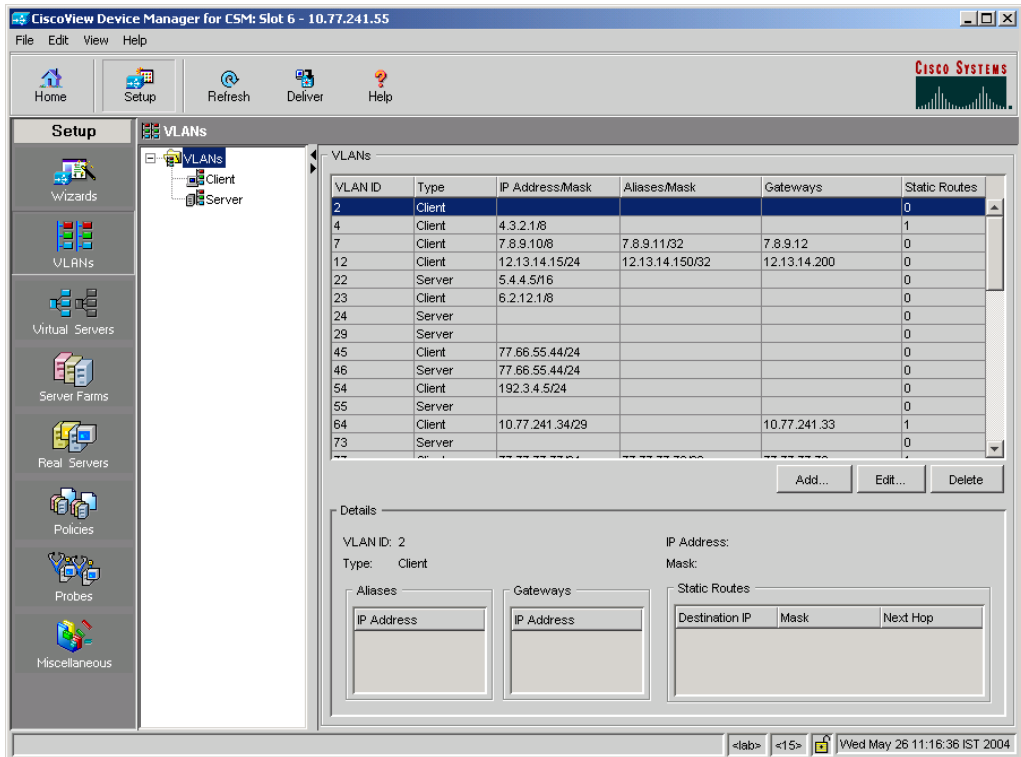 CiscoView Device Manager for CSM: Slot 6 - 10.77.241.55
File Edit View Help
Home Setup Refresh Deliver Help
CISCO SYSTEMS
Setup
Wizards
VLANs
Virtual Servers
Server Farms
Real Servers
Policies
Probes
Miscellaneous
VLANs
VLANs
Client
Server
VLANs
VLAN ID Type IP Address/Mask Aliases/Mask Gateways Static Routes
2 Client 0
4 Client 4.3.2.1/8 1
7 Client 7.8.9.10/8 7.8.9.11/32 7.8.9.12 0
12 Client 12.13.14.15/24 12.13.14.150/32 12.13.14.200 0
22 Server 5.4.4.5/16 0
23 Client 6.2.12.1/8 0
24 Server 0
29 Server 0
45 Client 77.66.55.44/24 0
46 Server 77.66.55.44/24 0
54 Client 192.3.4.5/24 0
55 Server 0
64 Client 10.77.241.34/29 10.77.241.33 1
73 Server 0
Add... Edit... Delete
Details
VLAN ID: 2 IP Address:
Type: Client Mask:
Aliases
IP Address
Gateways
IP Address
Static Routes
Destination IP Mask Next Hop
<lab> <15> Wed May 26 11:16:36 IST 2004